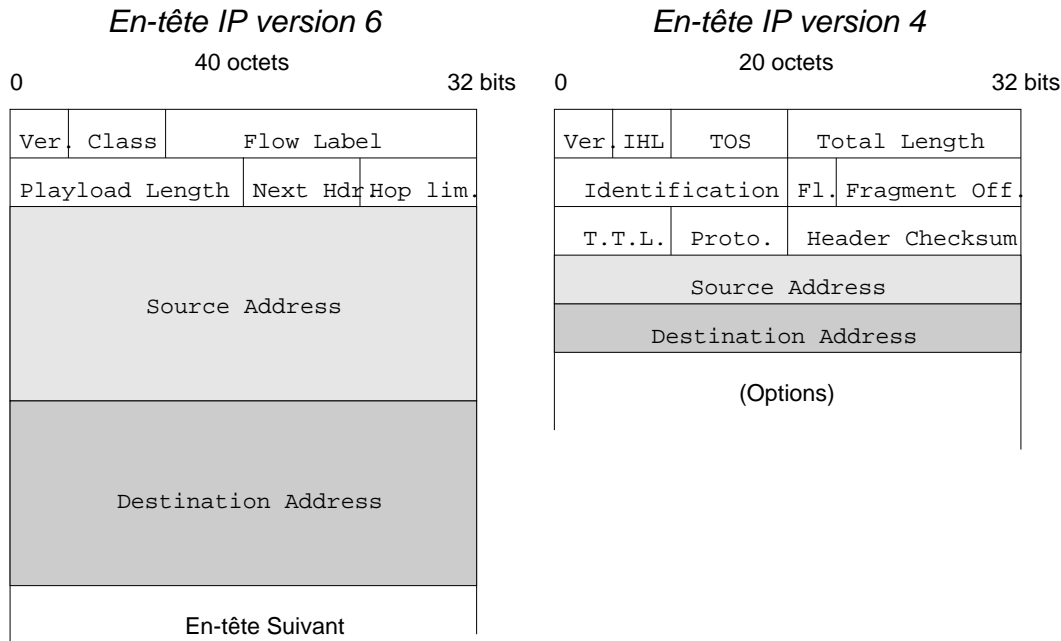 En-tête IP version 6
40 octets
0 32 bits
Ver. Class Flow Label
Playload Length Next Hdr. Hop lim.
Source Address
Destination Address
En-tête Suivant
En-tête IP version 4
20 octets
0 32 bits
Ver. IHL TOS Total Length
Identification Fl. Fragment Off.
T.T.L. Proto. Header Checksum
Source Address
Destination Address
(Options)